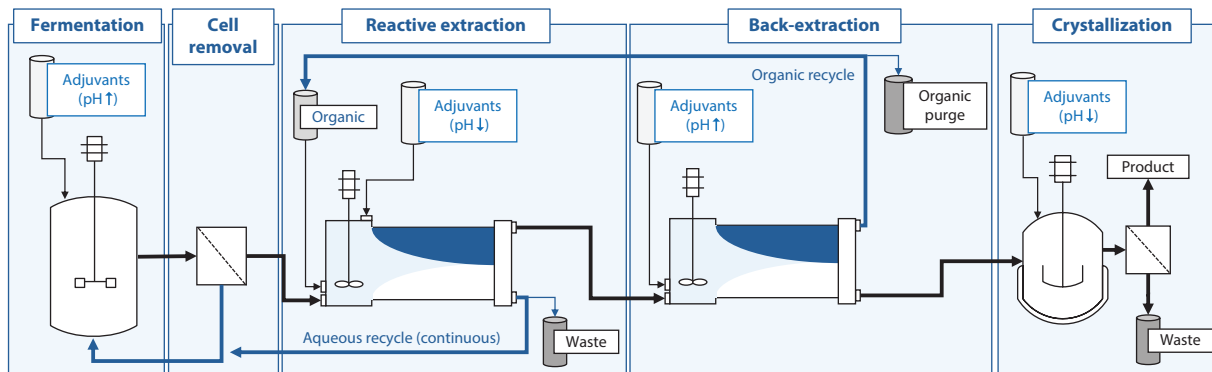 Fermentation
Cell
removal
Reactive extraction
Back-extraction
Crystallization
Adjuvants
(pH↑)
Organic
Adjuvants
(pH↓)
Adjuvants
(pH↑)
Organic recycle
Organic
purge
Adjuvants
(pH↓)
Product
Aqueous recycle (continuous)
Waste
Waste